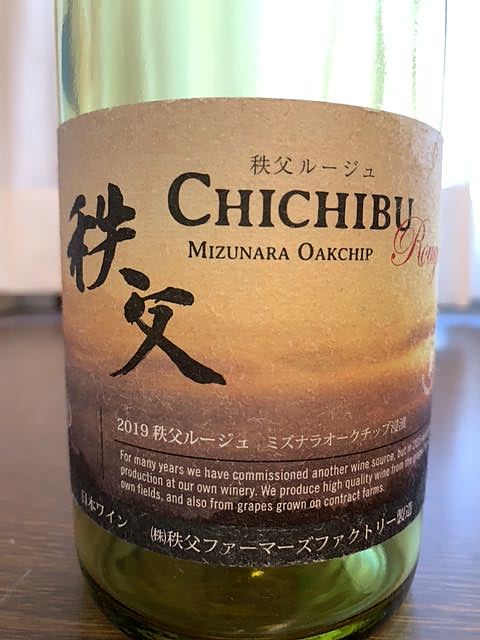 秩父ルージュ
CHICHIBU
MIZUNARA OAKCHIP
秩父
2019 秩父ルージュ ミズナラオークチップ浸漬
For many years we have commissioned another wine source, but in
production at our own winery. We produce high quality wine from the
own fields, and also from grapes grown on contract farms.
日本ワイン
(株)秩父ファーマーズファクトリー製造